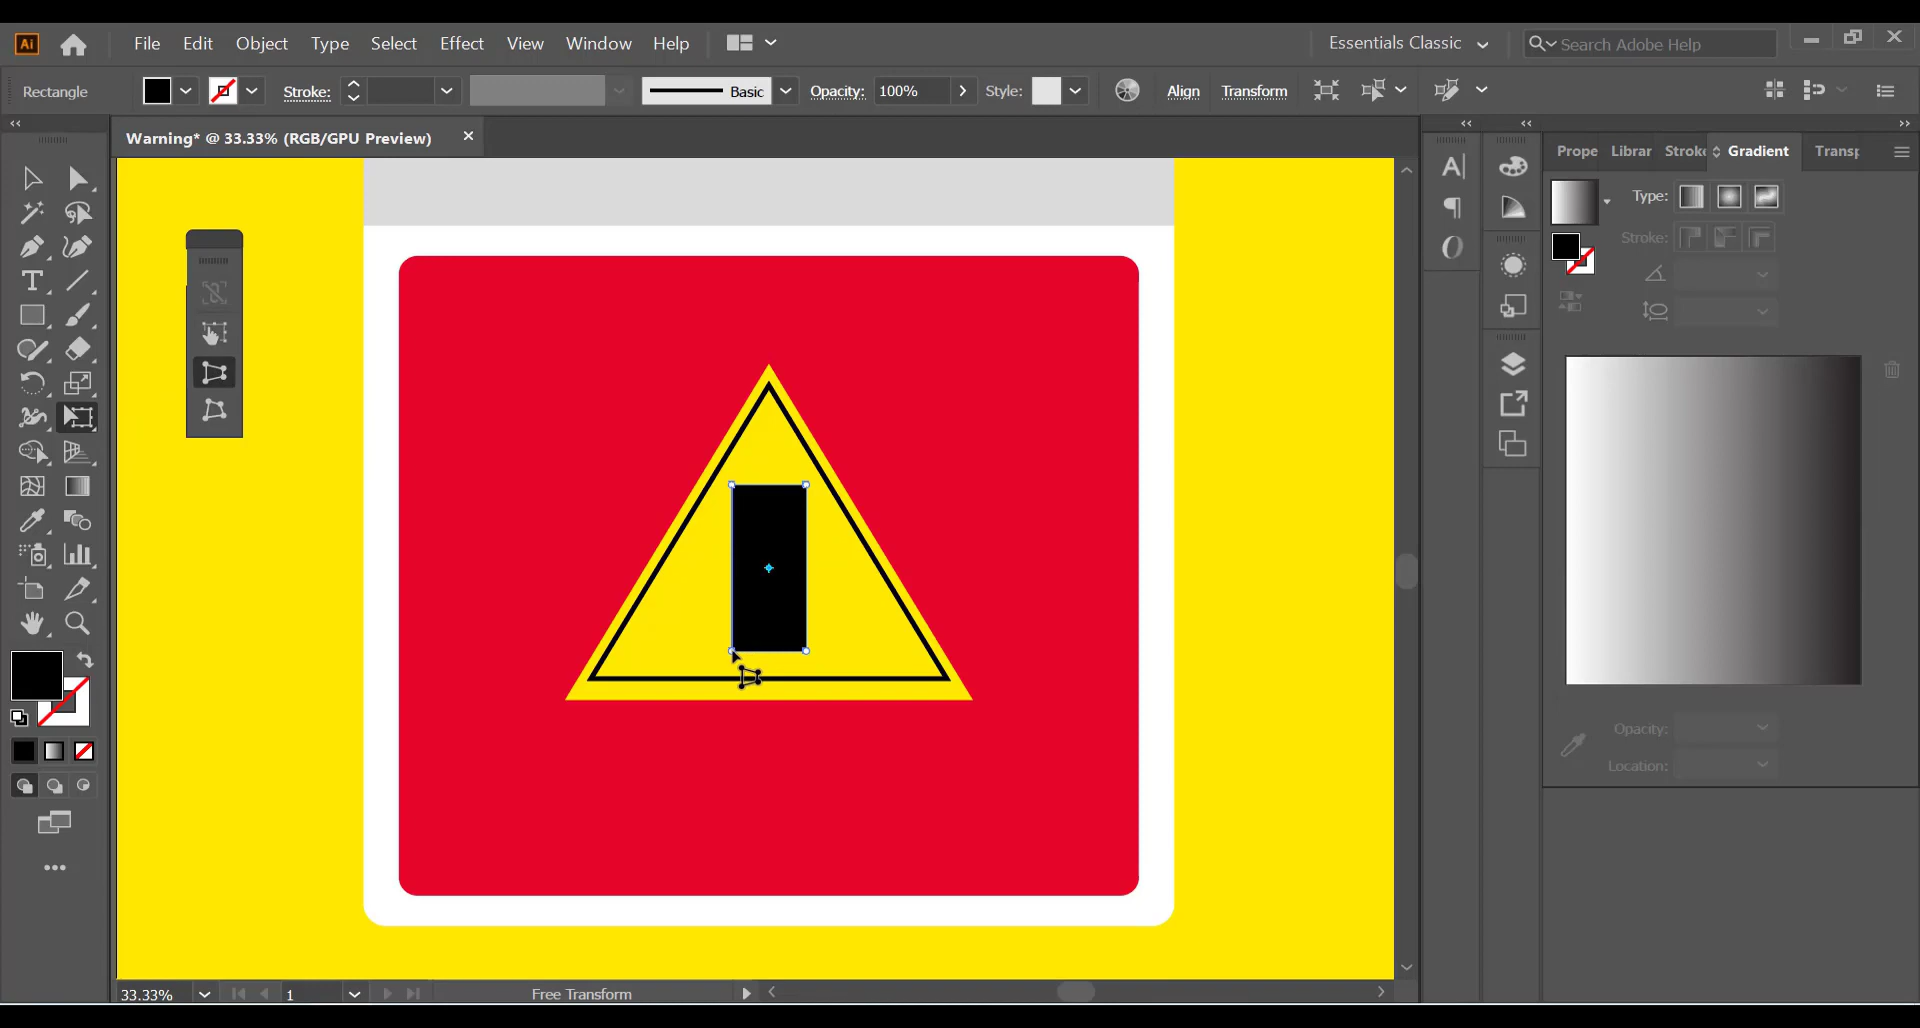 Ai File Edit Object Type Select Effect View Window Help Essentials Classic Search Adobe Help
Rectangle Stroke: Basic Opacity: 100% Style: Align Transform
Warning* @ 33.33% (RGB/GPU Preview)
Prope Librar Stroke Gradient Transp
Type:
Stroke:
Opacity:
Location:
33.33% 1 Free Transform